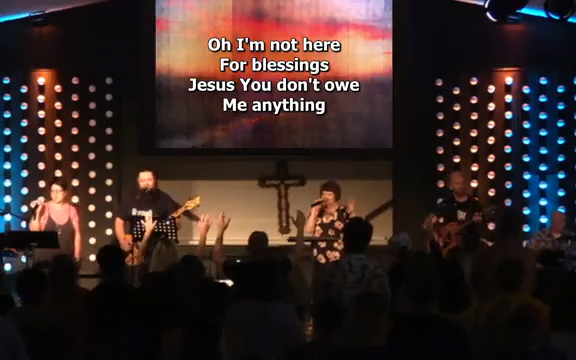 Oh I'm not here
For blessings
Jesus You don't owe
Me anything